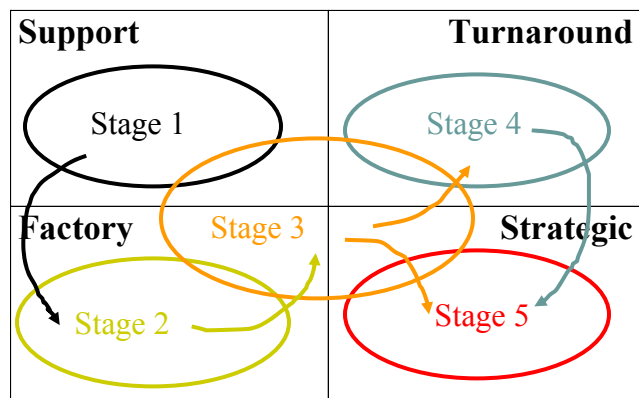 Support
Turnaround
Stage 1
Stage 4
Factory
Stage 3
Strategic
Stage 2
Stage 5